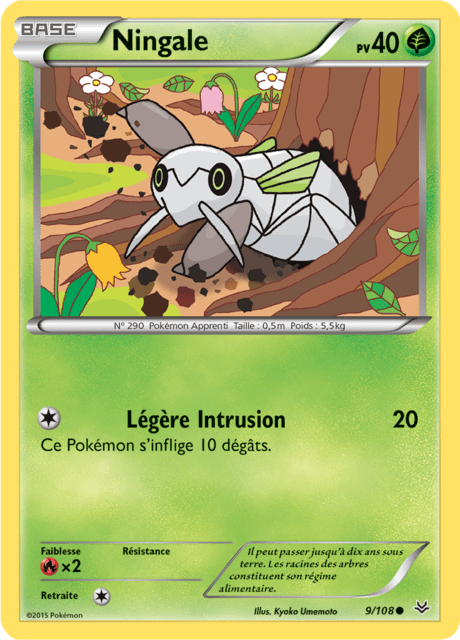 BASE Ningale PV 40
N° 290 Pokémon Apprenti Taille : 0,5m Poids : 5,5kg
Légère Intrusion 20
Ce Pokémon s’inflige 10 dégâts.
Faiblesse Résistance
×2
Retraite
Il peut passer jusqu'à dix ans sous
terre. Les racines des arbres
constituent son régime
alimentaire.
©2015 Pokémon Illus. Kyoko Umemoto 9/108